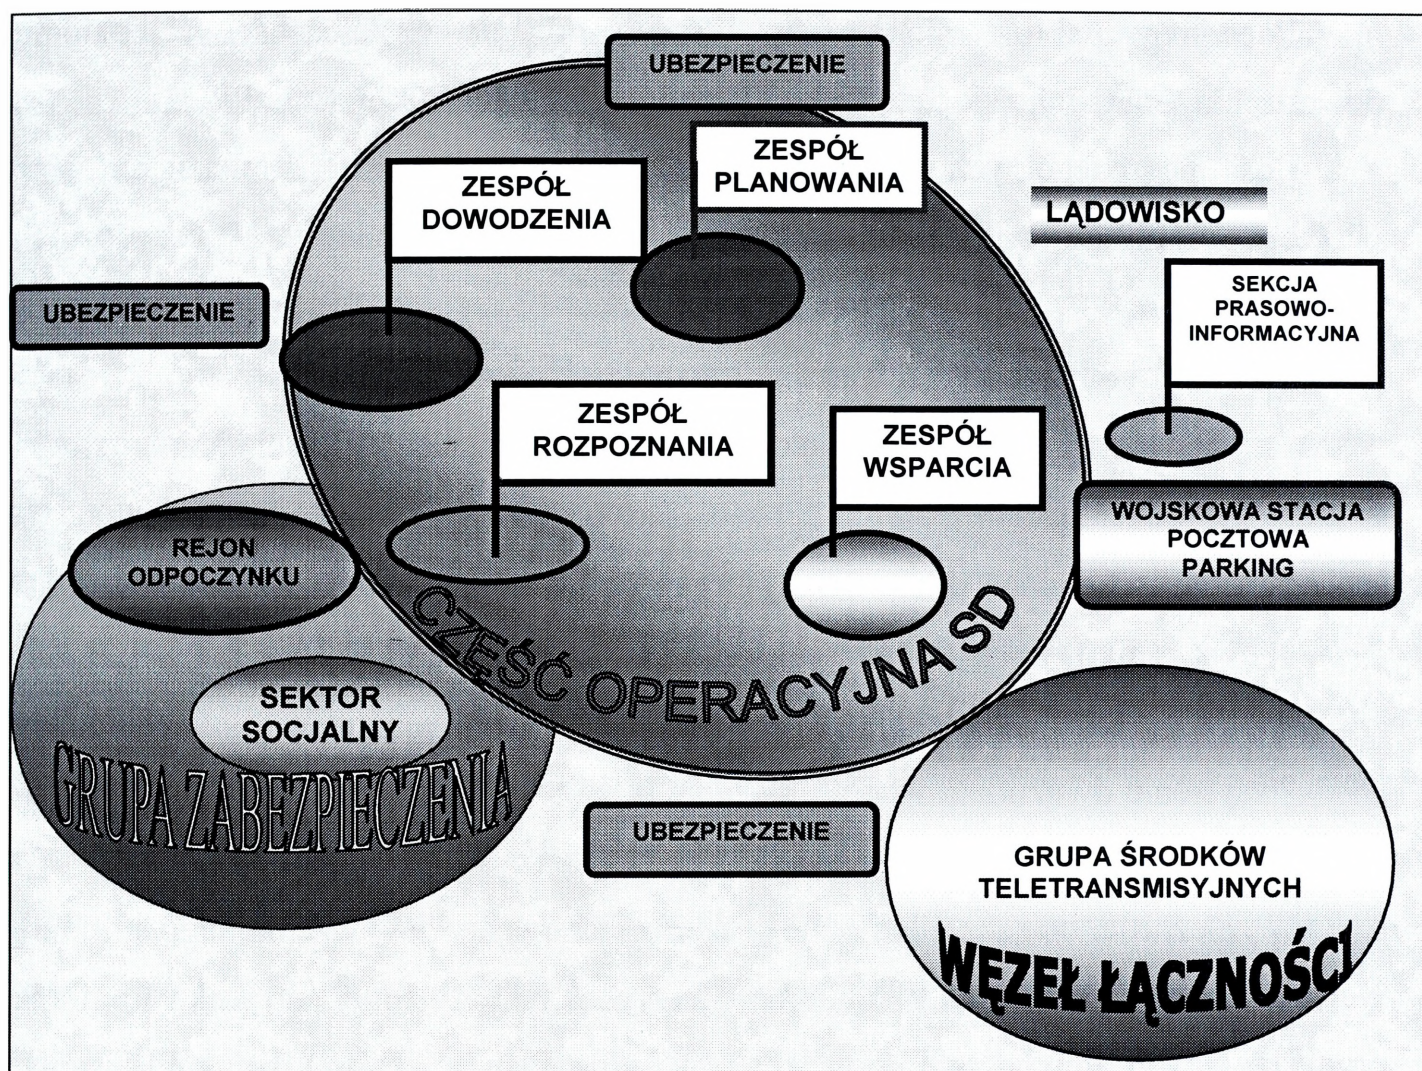 UBEZPIECZENIE
ZESPÓŁ
PLANOWANIA
ZESPÓŁ
DOWODZENIA
LĄDOWISKO
UBEZPIECZENIE
SEKCJA
PRASOWO-
INFORMACYJNA
ZESPÓŁ
ROZPOZNANIA
ZESPÓŁ
WSPARCIA
WOJSKOWA STACJA
POCZTOWA
PARKING
REJON
ODPOCZYNKU
CZĘŚĆ OPERACYJNA SD
SEKTOR
SOCJALNY
GRUPA ZABEZPIECZENIA
UBEZPIECZENIE
GRUPA ŚRODKÓW
TELETRANSMISYJNYCH
WĘZEŁ ŁĄCZNOŚCI